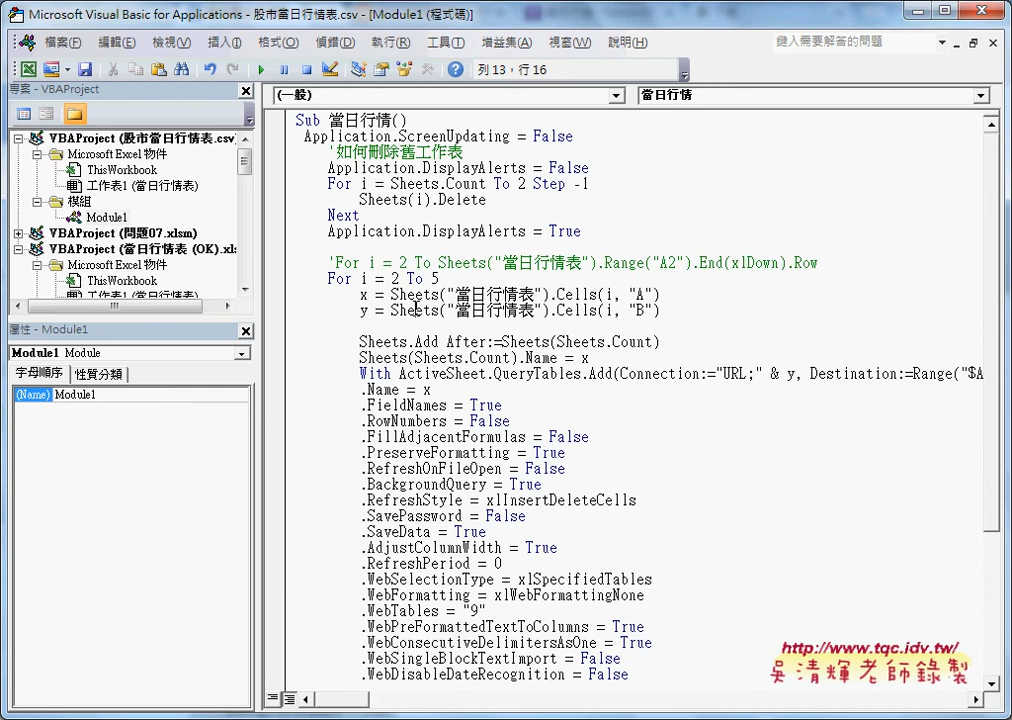 Microsoft Visual Basic for Applications - 股市當日行情表.csv - [Module1 (程式碼)]
檔案(F) 編輯(E) 檢視(V) 插入(I) 格式(O) 偵錯(D) 執行(R) 工具(T) 增益集(A) 視窗(W) 說明(H) 鍵入需要解答的問題
列 13，行 16
專案 - VBAProject
(一般) 當日行情
VBAProject (股市當日行情表.csv)
Microsoft Excel 物件
ThisWorkbook
工作表1 (當日行情表)
模組
Module1
VBAProject (問題07.xlsm)
VBAProject (當日行情表 (OK).xls
Microsoft Excel 物件
ThisWorkbook
屬性 - Module1
Module1 Module
字母順序 性質分類
(Name) Module1
Sub 當日行情()
Application.ScreenUpdating = False
'如何刪除舊工作表
Application.DisplayAlerts = False
For i = Sheets.Count To 2 Step -1
Sheets(i).Delete
Next
Application.DisplayAlerts = True
'For i = 2 To Sheets("當日行情表").Range("A2").End(xlDown).Row
For i = 2 To 5
x = Sheets("當日行情表").Cells(i, "A")
y = Sheets("當日行情表").Cells(i, "B")
Sheets.Add After:=Sheets(Sheets.Count)
Sheets(Sheets.Count).Name = x
With ActiveSheet.QueryTables.Add(Connection:="URL;" & y, Destination:=Range("$A
.Name = x
.FieldNames = True
.RowNumbers = False
.FillAdjacentFormulas = False
.PreserveFormatting = True
.RefreshOnFileOpen = False
.BackgroundQuery = True
.RefreshStyle = xlInsertDeleteCells
.SavePassword = False
.SaveData = True
.AdjustColumnWidth = True
.RefreshPeriod = 0
.WebSelectionType = xlSpecifiedTables
.WebFormatting = xlWebFormattingNone
.WebTables = "9"
.WebPreFormattedTextToColumns = True
.WebConsecutiveDelimitersAsOne = True
.WebSingleBlockTextImport = False
.WebDisableDateRecognition = False
http://www.tqc.idv.tw/
吳清輝老師錄製